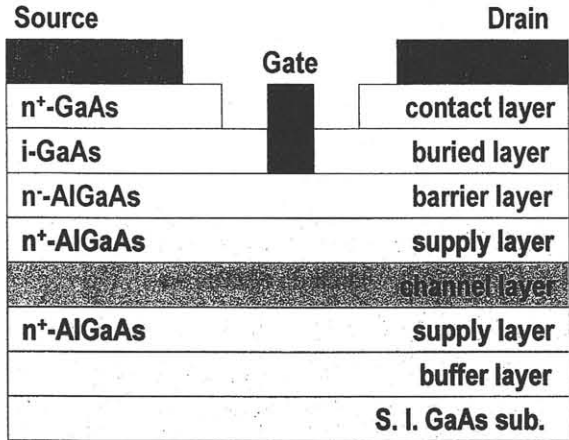 Source Drain
Gate
n⁺-GaAs contact layer
i-GaAs buried layer
n⁻-AlGaAs barrier layer
n⁺-AlGaAs supply layer
channel layer
n⁺-AlGaAs supply layer
buffer layer
S. I. GaAs sub.